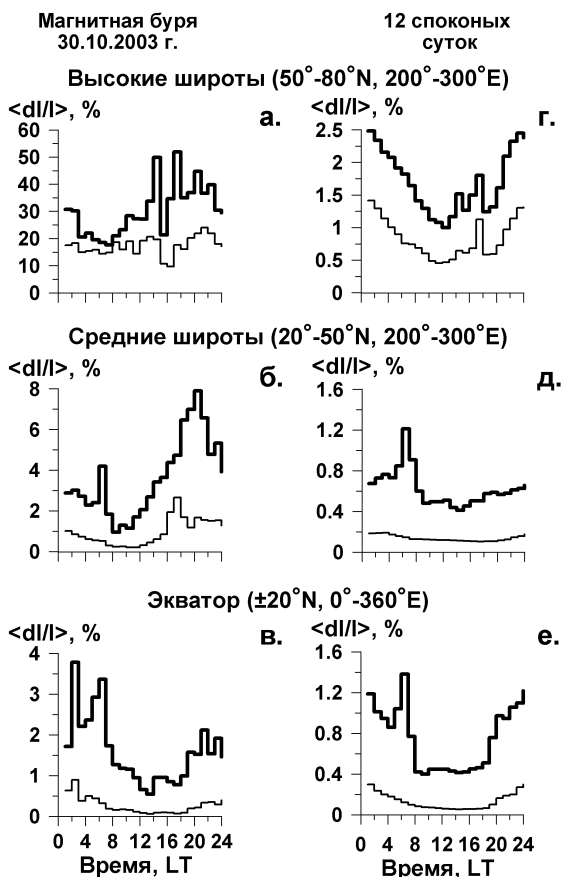 Магнитная буря 12 споконых
30.10.2003 г. суток
Высокие широты (50°-80°N, 200°-300°E)
<dI/I>, % а. <dI/I>, % г.
60 2.5
50 2
40 1.5
30 1
20 0.5
10 0
0
Средние широты (20°-50°N, 200°-300°E)
<dI/I>, % б. <dI/I>, % д.
8 1.6
6 1.2
4 0.8
2 0.4
0 0
Экватор (±20°N, 0°-360°E)
<dI/I>, % в. <dI/I>, % е.
4 1.6
3 1.2
2 0.8
1 0.4
0 0
0 4 8 12 16 20 24 0 4 8 12 16 20 24
Время, LT Время, LT